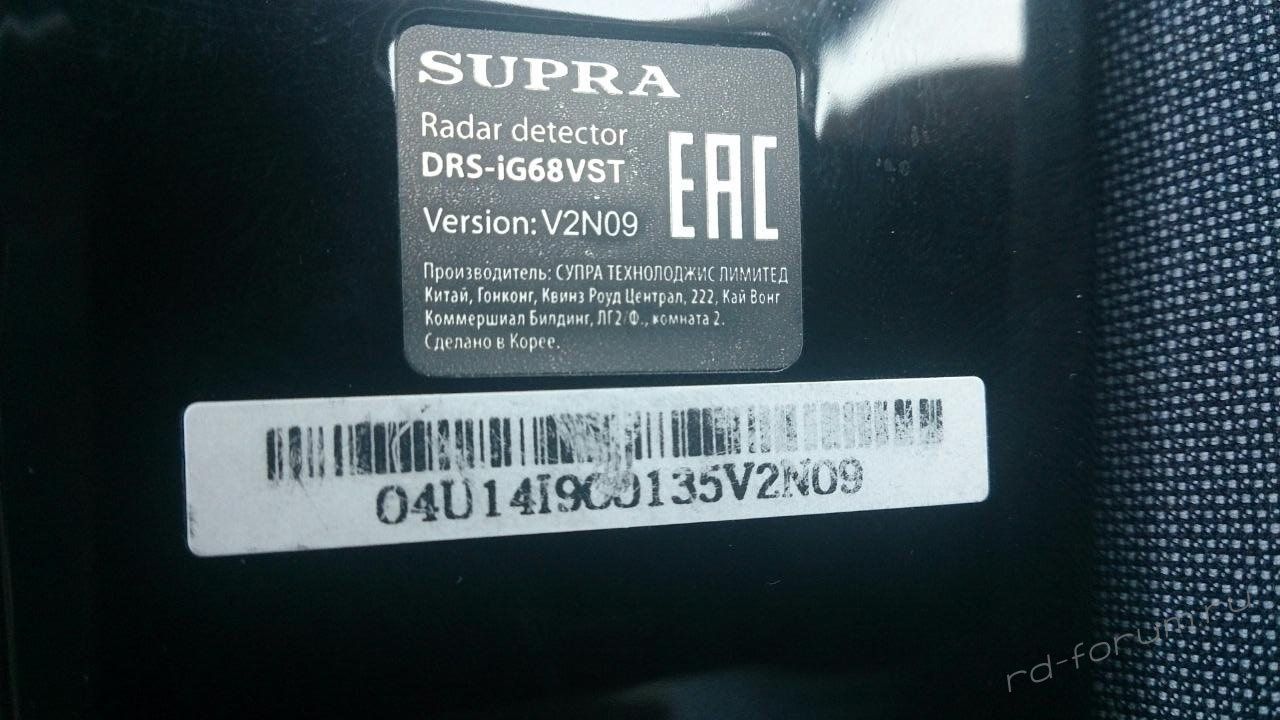 SUPRA
Radar detector
DRS-iG68VST
EAC
Version: V2N09
Производитель: СУПРА ТЕХНОЛОДЖИС ЛИМИТЕД
Китай, Гонконг, Квинз Роуд Централ, 222, Кай Вонг
Коммершиал Билдинг, ЛГ2/Ф., комната 2.
Сделано в Корее.
rd-forum.ru